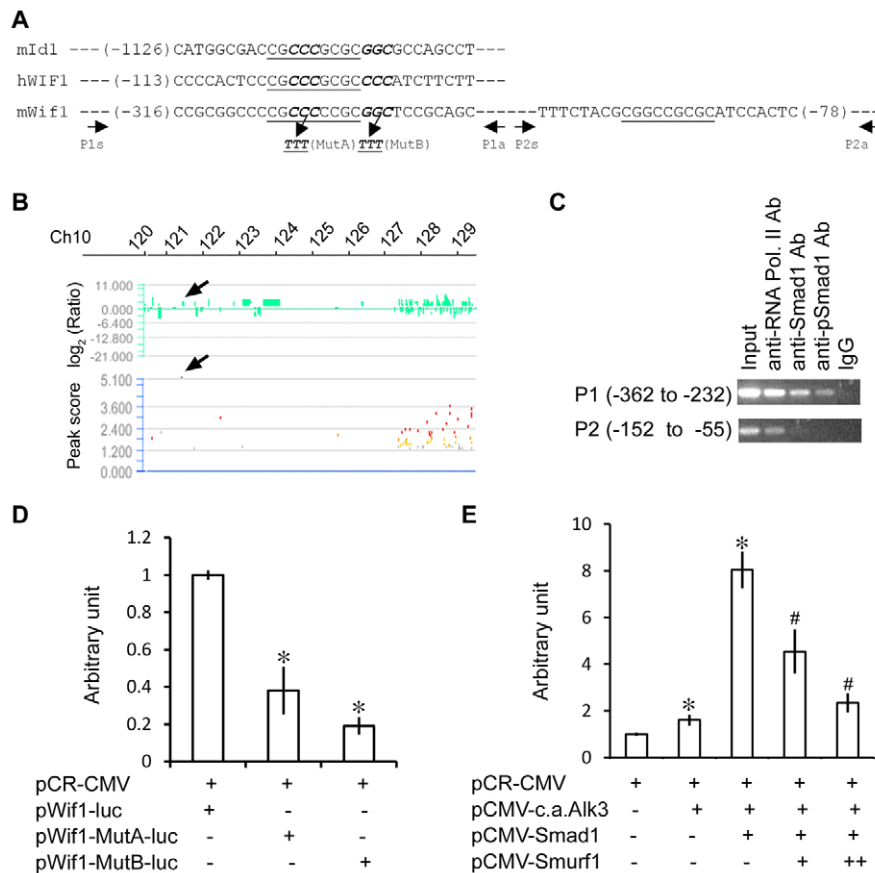 A
mId1 ---(-1126)CATGGCGACCGCCCGCGCGGCGCCAGCCT---
hWIF1 ---(-113)CCCCACTCCCGCCCGCGCCCCCATCTTCTT---
mWif1 ---(-316)CCGCGGCCCCGCCCCCGCGGCTCCGCAGC------TTTCTACGCGGCCGCGCATCCACTC(-78)---
P1s TTT(MutA) TTT(MutB) P1a P2s P2a
B
Ch10 120 121 122 123 124 125 126 127 128 129
log2 (Ratio)
11.000
0.000
-6.400
-12.800
-21.000
Peak score
5.100
3.600
2.400
1.200
0.000
C
Input
anti-RNA Pol. II Ab
anti-Smad1 Ab
anti-pSmad1 Ab
IgG
P1 (-362 to -232)
P2 (-152 to -55)
D
Arbitrary unit
1.2
1
0.8
0.6
0.4
0.2
0
* *
pCR-CMV + + +
pWif1-luc + - -
pWif1-MutA-luc - + -
pWif1-MutB-luc - - +
E
Arbitrary unit
10
8
6
4
2
0
* * # #
pCR-CMV + + + + +
pCMV-c.a.Alk3 - + + + +
pCMV-Smad1 - - + + +
pCMV-Smurf1 - - - + ++